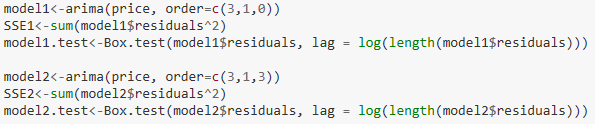 model1<-arima(price, order=c(3,1,0))
SSE1<-sum(model1$residuals^2)
model1.test<-Box.test(model1$residuals, lag = log(length(model1$residuals)))
model2<-arima(price, order=c(3,1,3))
SSE2<-sum(model2$residuals^2)
model2.test<-Box.test(model2$residuals, lag = log(length(model2$residuals)))